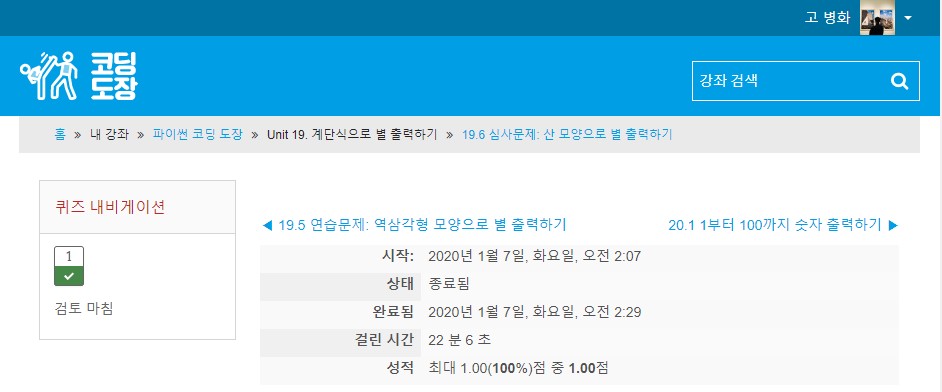 고 병화
코딩
도장
강좌 검색
홈 » 내 강좌 » 파이썬 코딩 도장 » Unit 19. 계단식으로 별 출력하기 » 19.6 심사문제: 산 모양으로 별 출력하기
퀴즈 내비게이션
1
검토 마침
◀ 19.5 연습문제: 역삼각형 모양으로 별 출력하기
20.1 1부터 100까지 숫자 출력하기 ▶
시작: 2020년 1월 7일, 화요일, 오전 2:07
상태 종료됨
완료됨 2020년 1월 7일, 화요일, 오전 2:29
걸린 시간 22 분 6 초
성적 최대 1.00(100%)점 중 1.00점